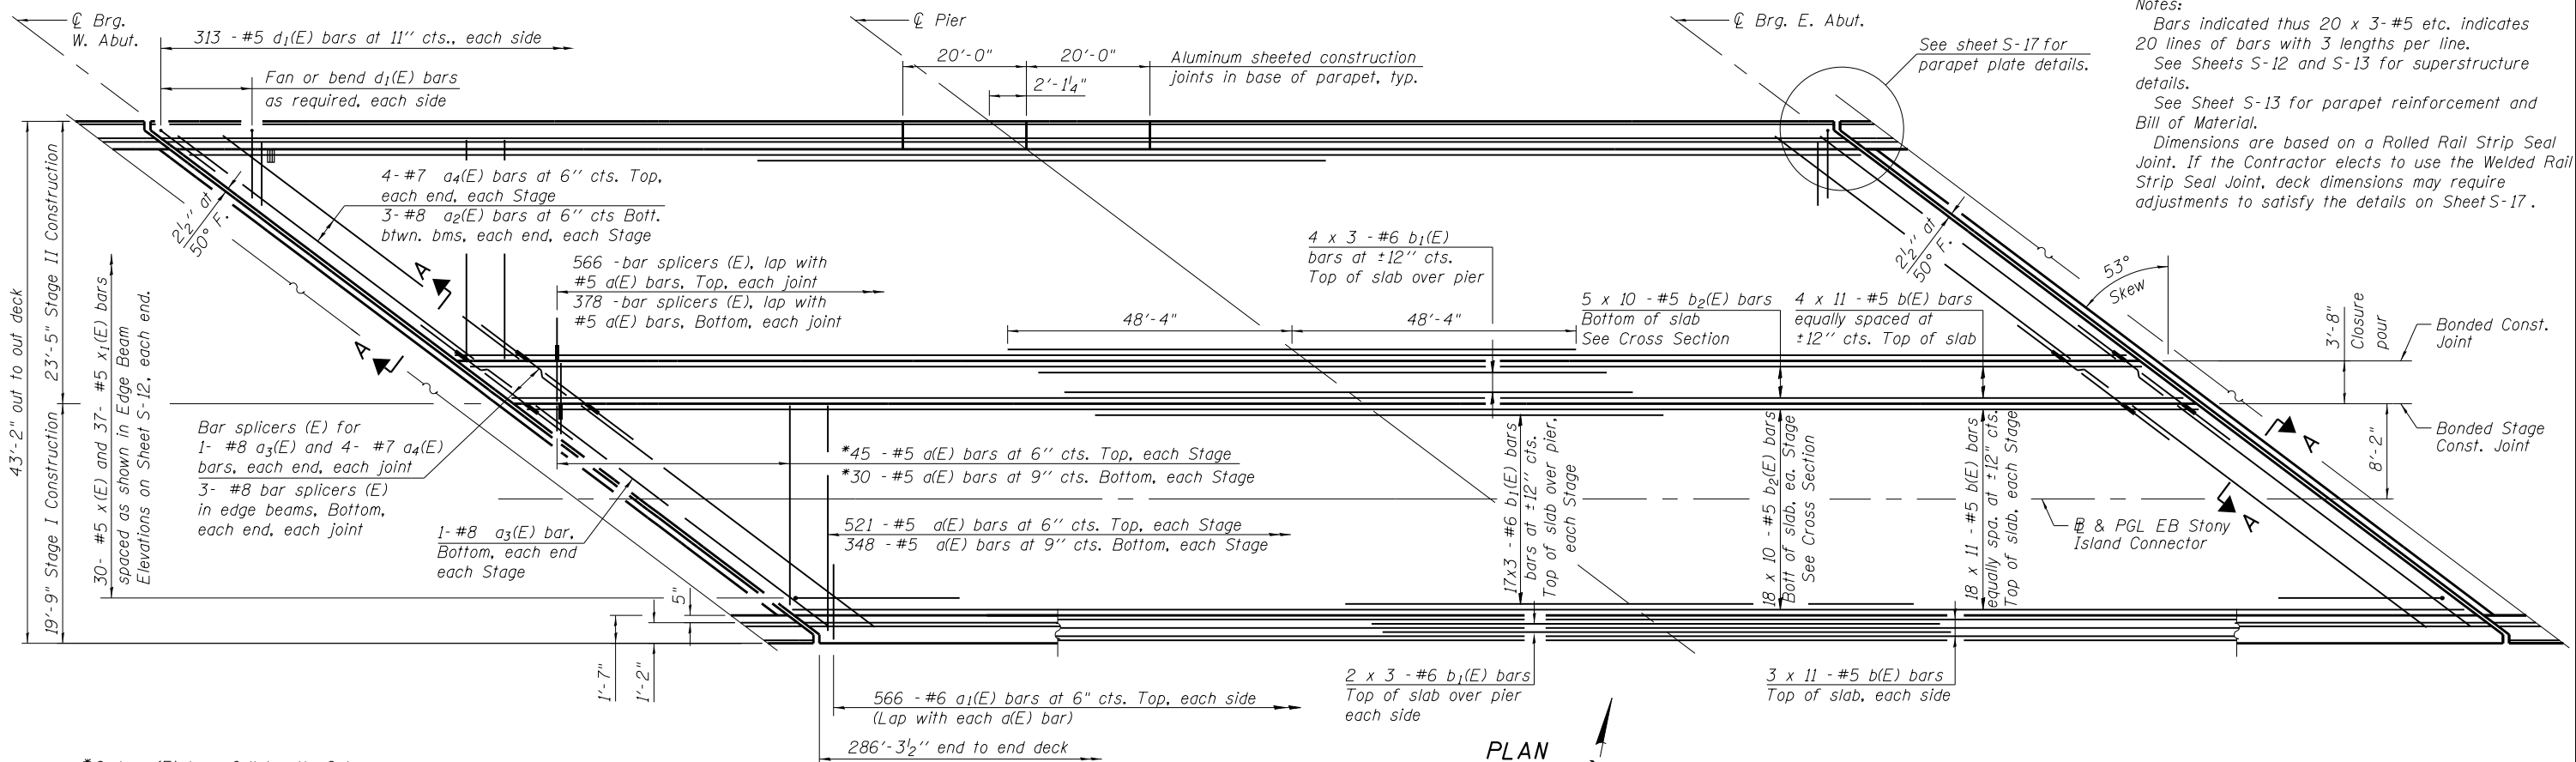 ℄ Brg.
W. Abut.
313 - #5 d₁(E) bars at 11'' cts., each side
Fan or bend d₁(E) bars
as required, each side
℄ Pier
20'-0"
20'-0"
2'-1¼"
Aluminum sheeted construction
joints in base of parapet, typ.
℄ Brg. E. Abut.
See sheet S-17 for
parapet plate details.
Notes:
Bars indicated thus 20 x 3-#5 etc. indicates
20 lines of bars with 3 lengths per line.
See Sheets S-12 and S-13 for superstructure
details.
See Sheet S-13 for parapet reinforcement and
Bill of Material.
Dimensions are based on a Rolled Rail Strip Seal
Joint. If the Contractor elects to use the Welded Rail
Strip Seal Joint, deck dimensions may require
adjustments to satisfy the details on Sheet S-17 .
43'-2" out to out deck
23'-5" Stage II Construction
19'-9" Stage I Construction
30- #5 x(E) and 37- #5 x₁(E) bars
spaced as shown in Edge Beam
Elevations on Sheet S-12, each end.
2½'' at
50° F.
4- #7 a₄(E) bars at 6'' cts. Top,
each end, each Stage
3- #8 a₂(E) bars at 6'' cts Bott.
btwn. bms, each end, each Stage
A
A
566 -bar splicers (E), lap with
#5 a(E) bars, Top, each joint
378 -bar splicers (E), lap with
#5 a(E) bars, Bottom, each joint
4 x 3 - #6 b₁(E)
bars at ±12'' cts.
Top of slab over pier
48'-4"
48'-4"
5 x 10 - #5 b₂(E) bars
Bottom of slab
See Cross Section
4 x 11 - #5 b(E) bars
equally spaced at
±12'' cts. Top of slab
2½'' at
50° F.
53°
Skew
3'-8"
Closure
pour
Bonded Const.
Joint
Bonded Stage
Const. Joint
8'-2"
A
A
Bar splicers (E) for
1- #8 a₃(E) and 4- #7 a₄(E)
bars, each end, each joint
3- #8 bar splicers (E)
in edge beams, Bottom,
each end, each joint
1- #8 a₃(E) bar,
Bottom, each end
each Stage
*45 - #5 a(E) bars at 6'' cts. Top, each Stage
*30 - #5 a(E) bars at 9'' cts. Bottom, each Stage
521 - #5 a(E) bars at 6'' cts. Top, each Stage
348 - #5 a(E) bars at 9'' cts. Bottom, each Stage
17x3 - #6 b₁(E) bars
bars at ±12'' cts.
Top of slab over pier,
each Stage
18 x 10 - #5 b₂(E) bars
Bott of slab, ea. Stage
See Cross Section
18 x 11 - #5 b(E) bars
equally spa. at ±12" cts.
Top of slab, each Stage
℄ & PGL EB Stony
Island Connector
5"
1'-7"
1'-2"
566 - #6 a₁(E) bars at 6" cts. Top, each side
(Lap with each a(E) bar)
286'-3½'' end to end deck
2 x 3 - #6 b₁(E) bars
Top of slab over pier
each side
3 x 11 - #5 b(E) bars
Top of slab, each side
PLAN